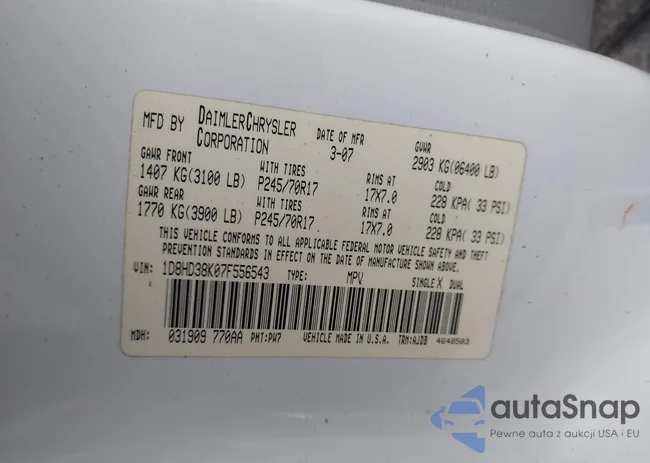 MFD BY DAIMLERCHRYSLER CORPORATION DATE OF MFR 3-07 GVWR 2903 KG(06400 LB)
GAWR FRONT WITH TIRES RIMS AT COLD
1407 KG(3100 LB) P245/70R17 17X7.0 228 KPA( 33 PSI)
GAWR REAR WITH TIRES RIMS AT COLD
1770 KG(3900 LB) P245/70R17 17X7.0 228 KPA( 33 PSI)
THIS VEHICLE CONFORMS TO ALL APPLICABLE FEDERAL MOTOR VEHICLE SAFETY AND THEFT
PREVENTION STANDARDS IN EFFECT ON THE DATE OF MANUFACTURE SHOWN ABOVE.
VIN: 1D8HD38K07F556543 TYPE: MPV SINGLE X DUAL
MDH: 031909 770AA PNT:PW7 VEHICLE MADE IN U.S.A. TRM:AJDB 4648503
autaSnap
Pewne auta z aukcji USA i EU